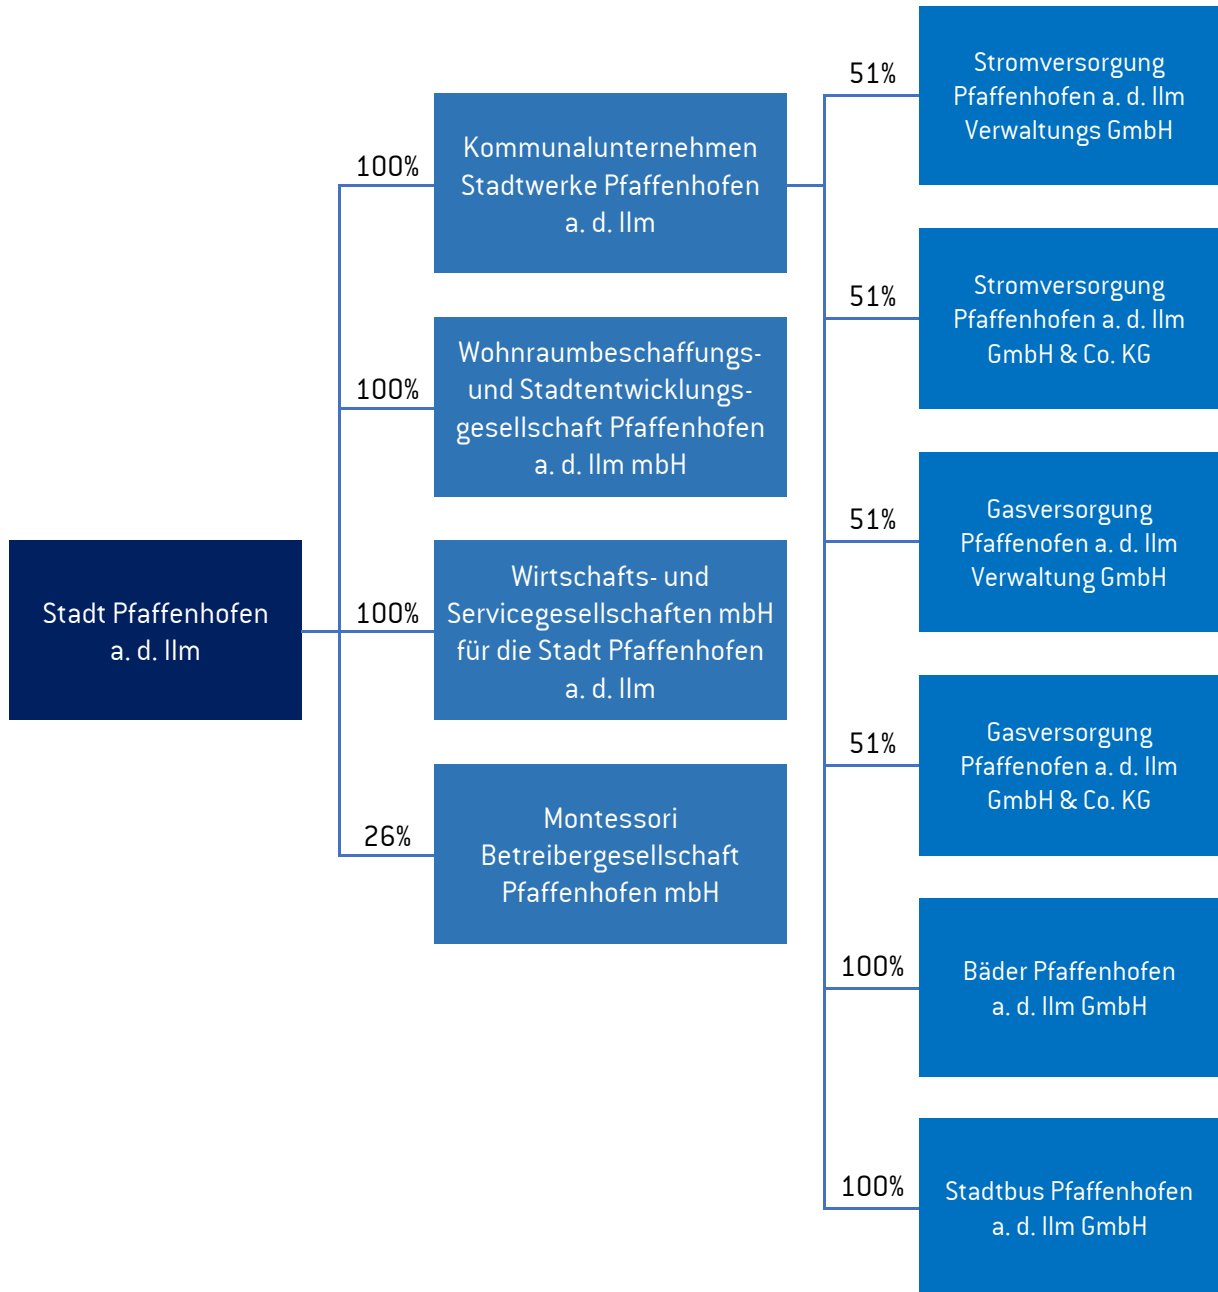 Stadt Pfaffenhofen
a. d. Ilm
100%
Kommunalunternehmen
Stadtwerke Pfaffenhofen
a. d. Ilm
100%
Wohnraumbeschaffungs-
und Stadtentwicklungs-
gesellschaft Pfaffenhofen
a. d. Ilm mbH
100%
Wirtschafts- und
Servicegesellschaften mbH
für die Stadt Pfaffenhofen
a. d. Ilm
26%
Montessori
Betreibergesellschaft
Pfaffenhofen mbH
51%
Stromversorgung
Pfaffenhofen a. d. Ilm
Verwaltungs GmbH
51%
Stromversorgung
Pfaffenhofen a. d. Ilm
GmbH & Co. KG
51%
Gasversorgung
Pfaffenofen a. d. Ilm
Verwaltung GmbH
51%
Gasversorgung
Pfaffenofen a. d. Ilm
GmbH & Co. KG
100%
Bäder Pfaffenhofen
a. d. Ilm GmbH
100%
Stadtbus Pfaffenhofen
a. d. Ilm GmbH